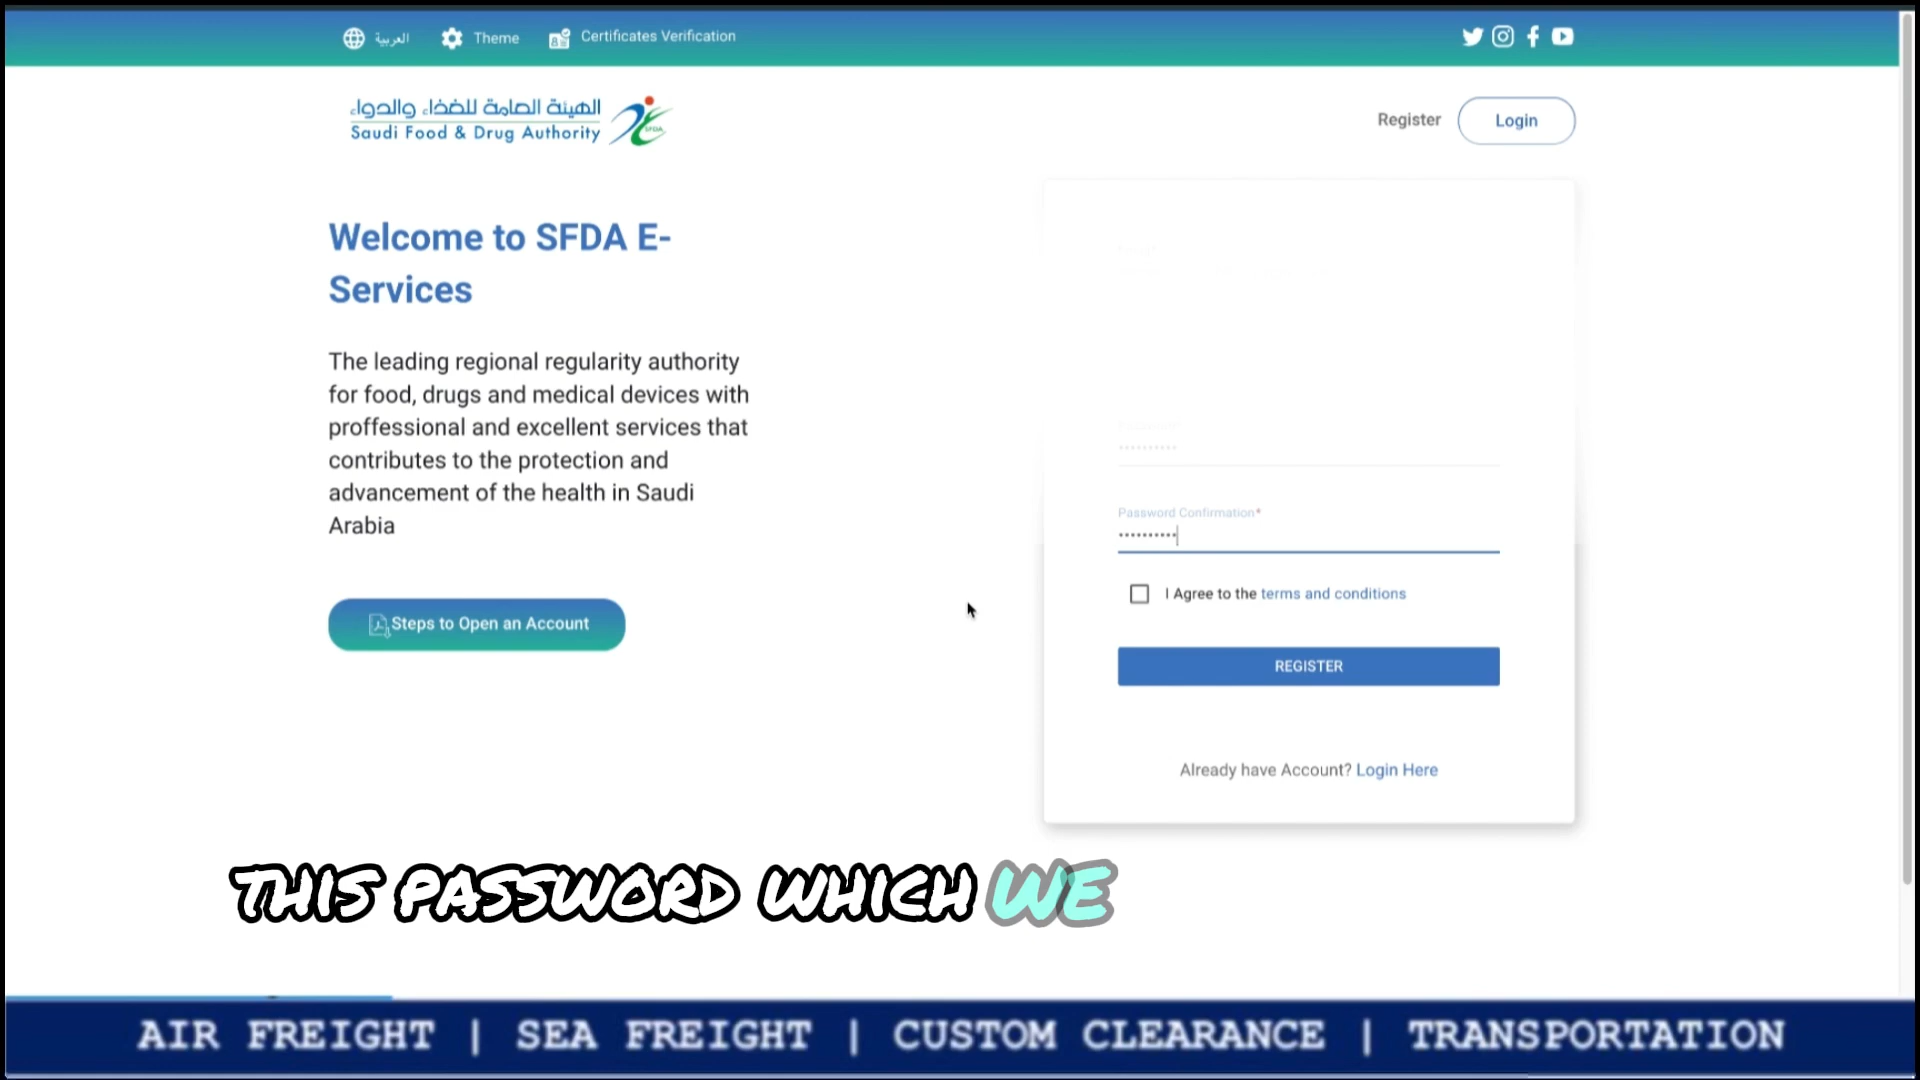 العربية
Theme
Certificates Verification
الهيئة العامة للغذاء والدواء
Saudi Food & Drug Authority
SFDA
Register
Login
Welcome to SFDA E-
Services
The leading regional regularity authority
for food, drugs and medical devices with
proffessional and excellent services that
contributes to the protection and
advancement of the health in Saudi
Arabia
Steps to Open an Account
Password Confirmation*
I Agree to the terms and conditions
REGISTER
Already have Account? Login Here
THIS PASSWORD WHICH WE
AIR FREIGHT | SEA FREIGHT | CUSTOM CLEARANCE | TRANSPORTATION